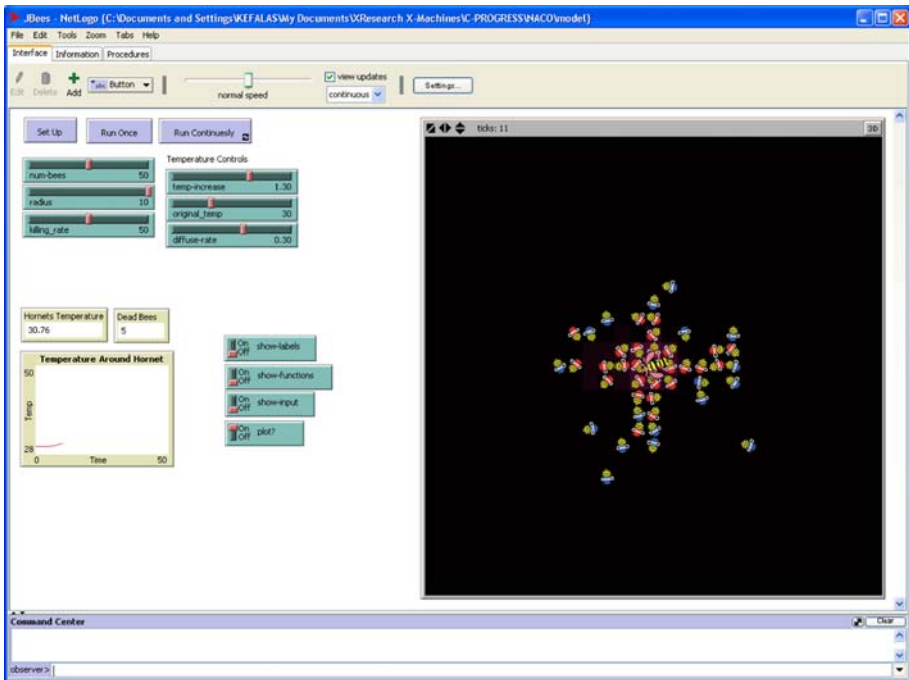 JBees - NetLogo {C:\Documents and Settings\KEFALAS\My Documents\XResearch X-Machines\C-PROGRESS\NACO\model}
File Edit Tools Zoom Tabs Help
Interface Information Procedures
Edit Delete Add Button normal speed view updates continuous Settings...
Set Up Run Once Run Continuesly
ticks: 11 3D
Temperature Controls
num-bees 50
temp-increase 1.30
radius 10
original_temp 30
killing_rate 50
diffuse-rate 0.30
Hornets Temperature
30.76
Dead Bees
5
Temperature Around Hornet
50
Temp
28
0 Time 50
On Off show-labels
On Off show-functions
On Off show-input
On Off plot?
Command Center Clear
observer>